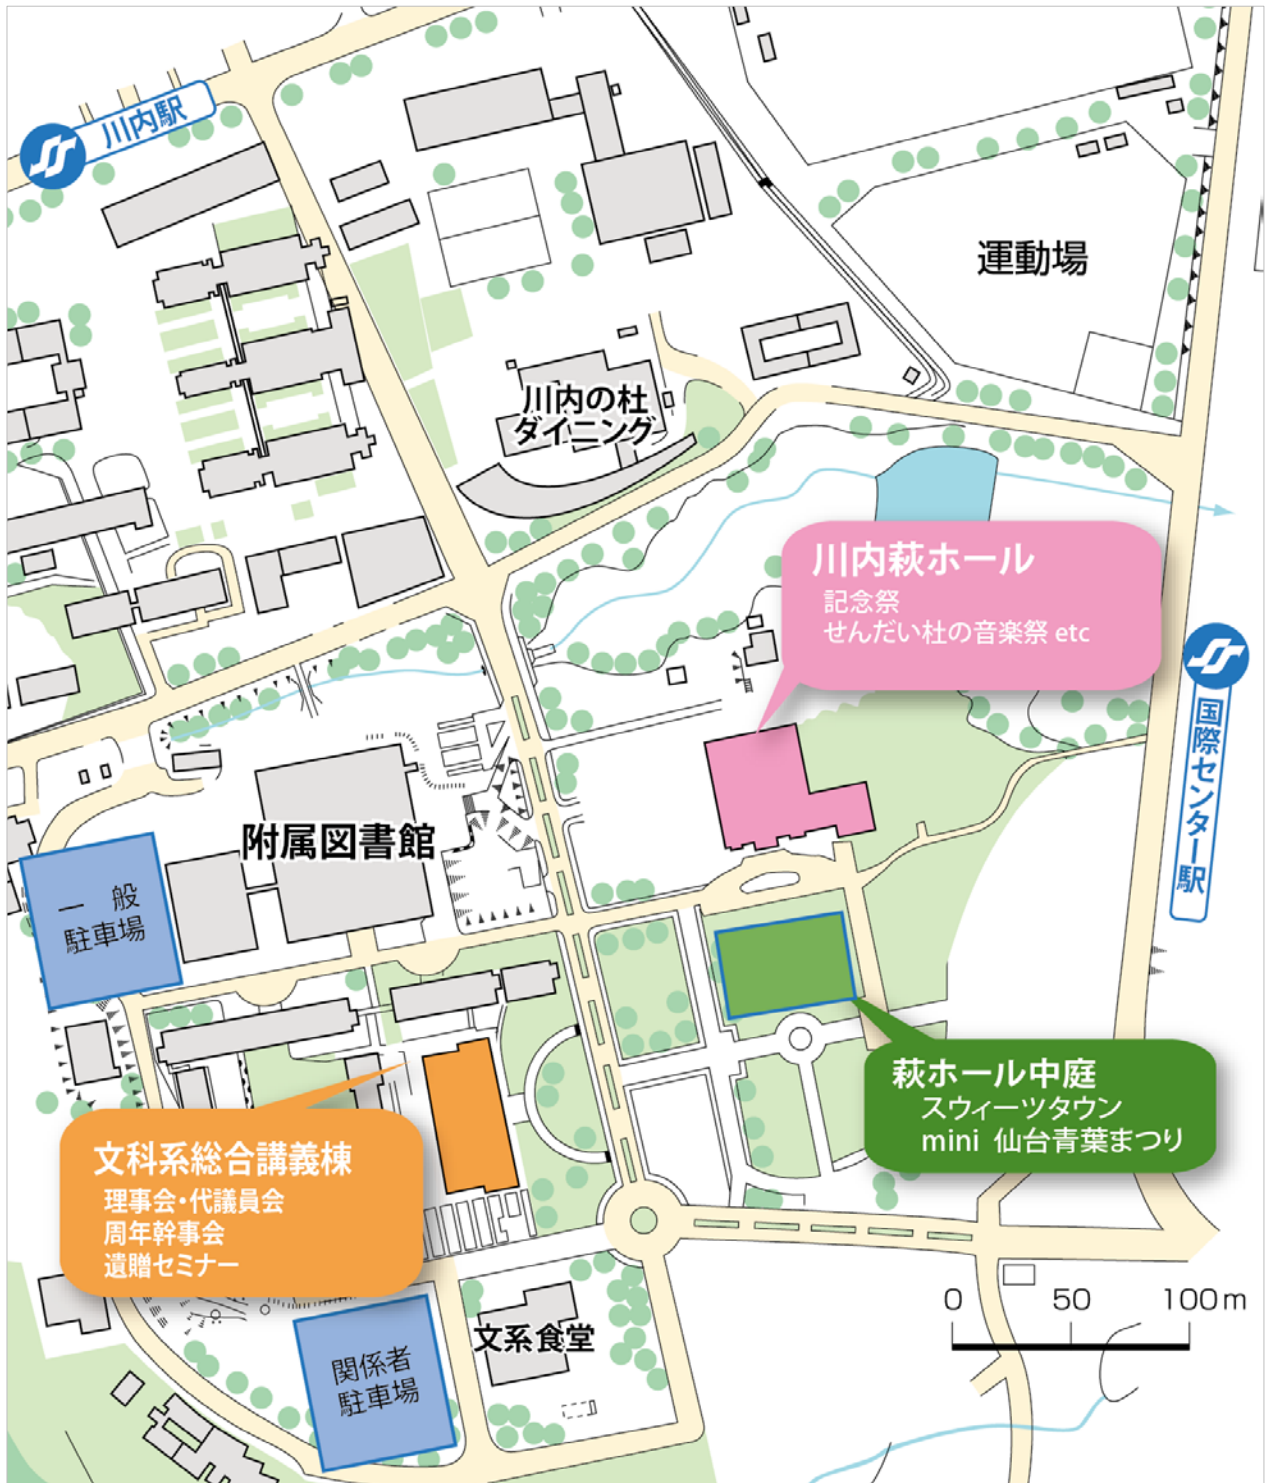 川内駅
運動場
川内の杜
ダイニング
川内萩ホール
記念祭
せんだい杜の音楽祭 etc
国際センター駅
附属図書館
一 般
駐車場
萩ホール中庭
スウィーツタウン
mini 仙台青葉まつり
文科系総合講義棟
理事会・代議員会
周年幹事会
遺贈セミナー
0 50 100m
文系食堂
関係者
駐車場